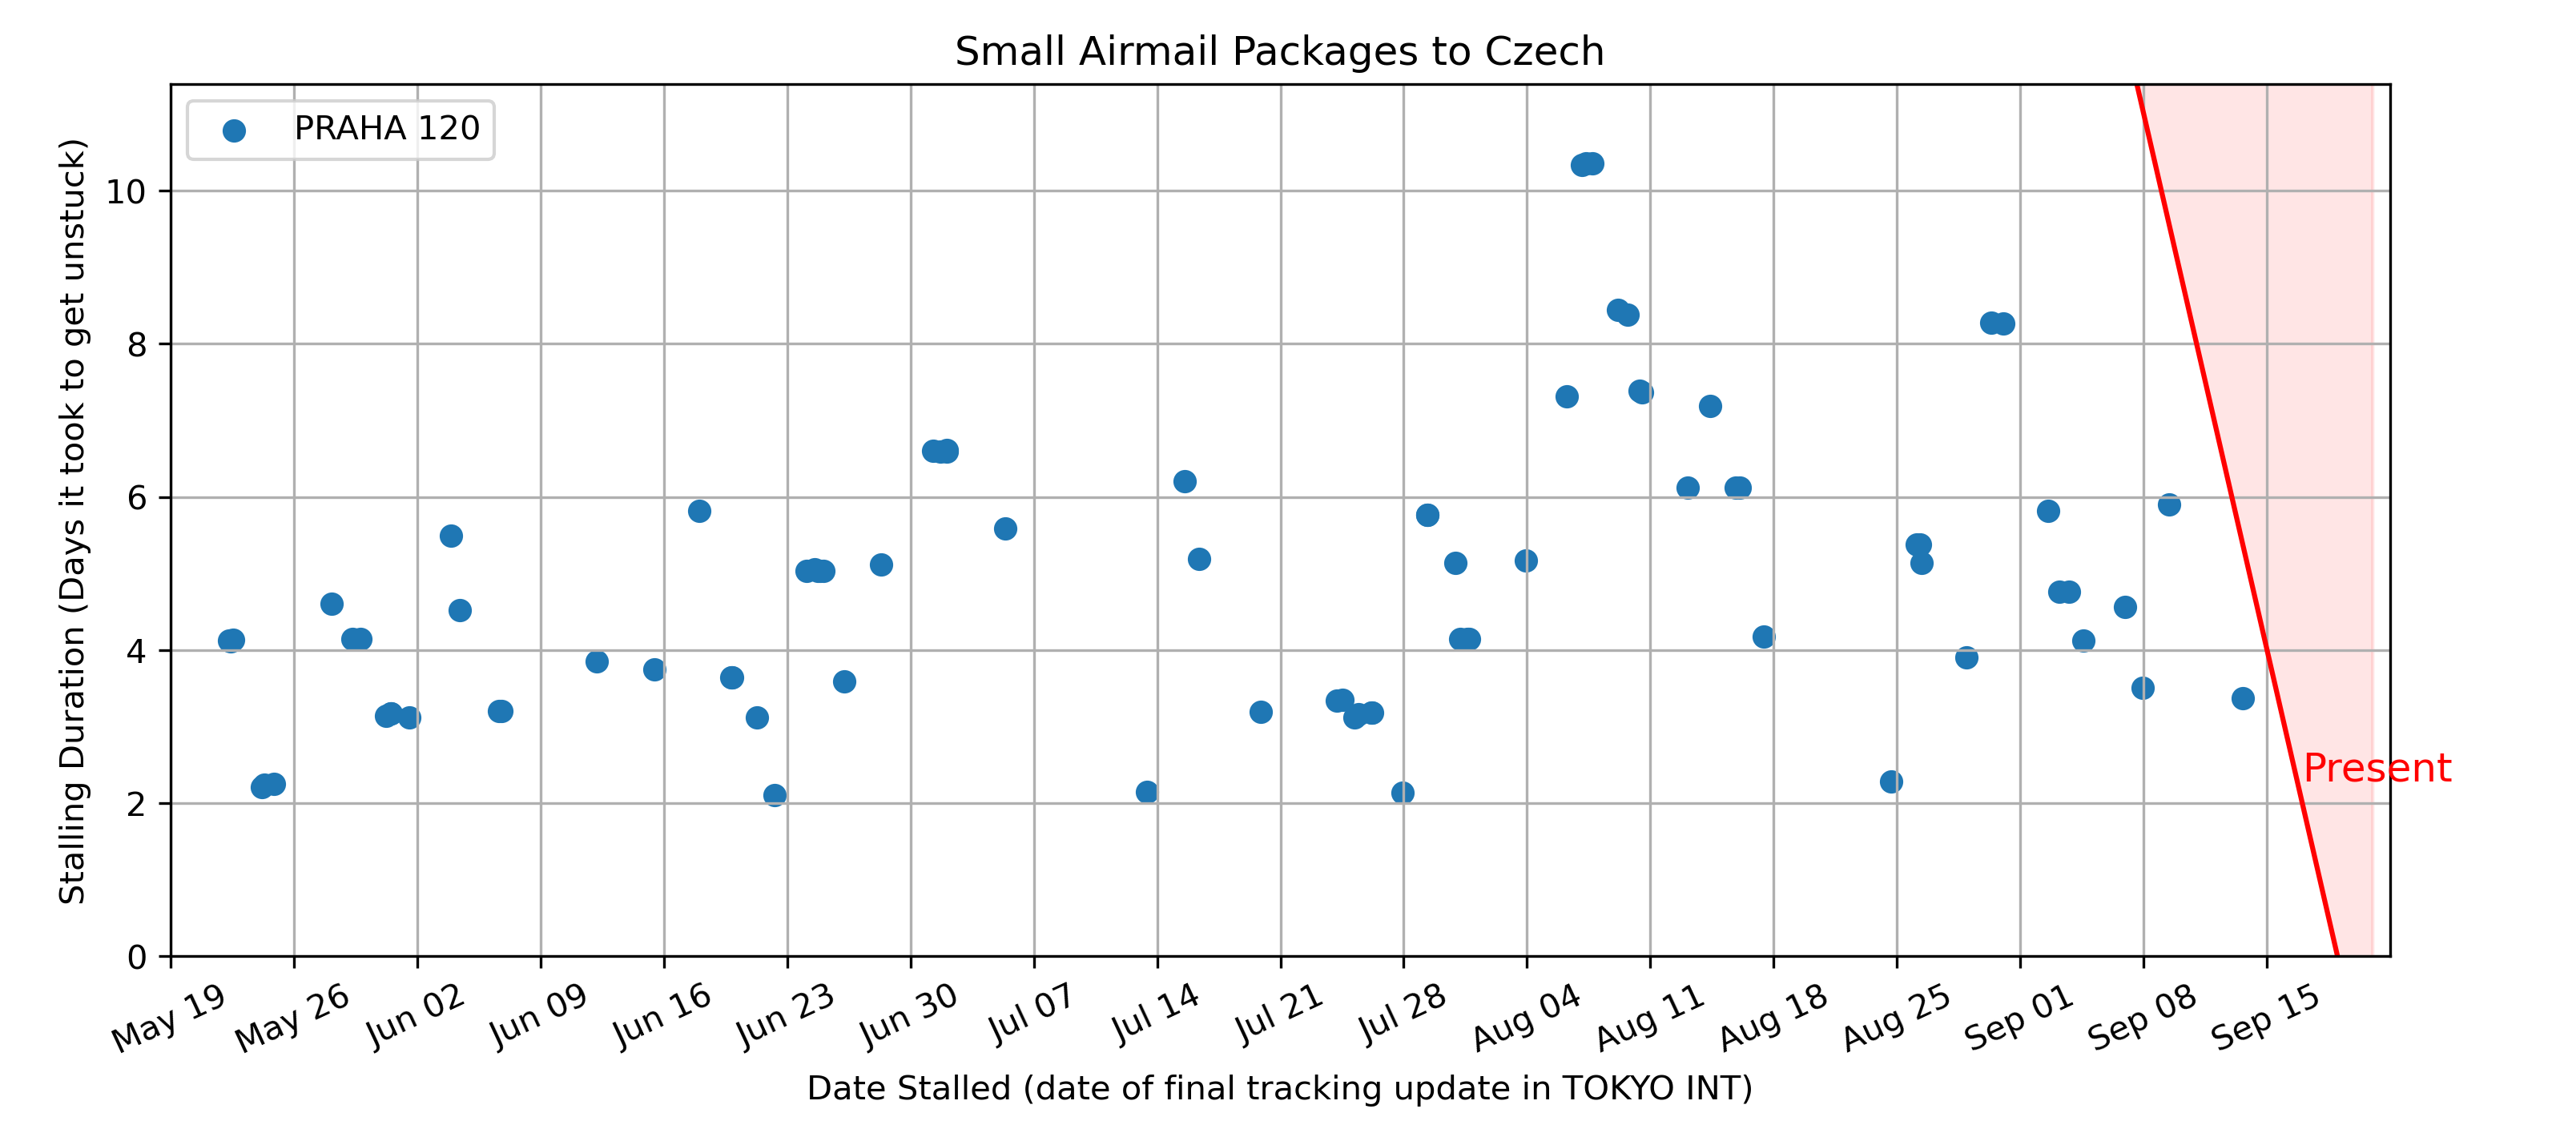 Small Airmail Packages to Czech
PRAHA 120
Stalling Duration (Days it took to get unstuck)
10
8
6
4
2
0
Present
May 19
May 26
Jun 02
Jun 09
Jun 16
Jun 23
Jun 30
Jul 07
Jul 14
Jul 21
Jul 28
Aug 04
Aug 11
Aug 18
Aug 25
Sep 01
Sep 08
Sep 15
Date Stalled (date of final tracking update in TOKYO INT)